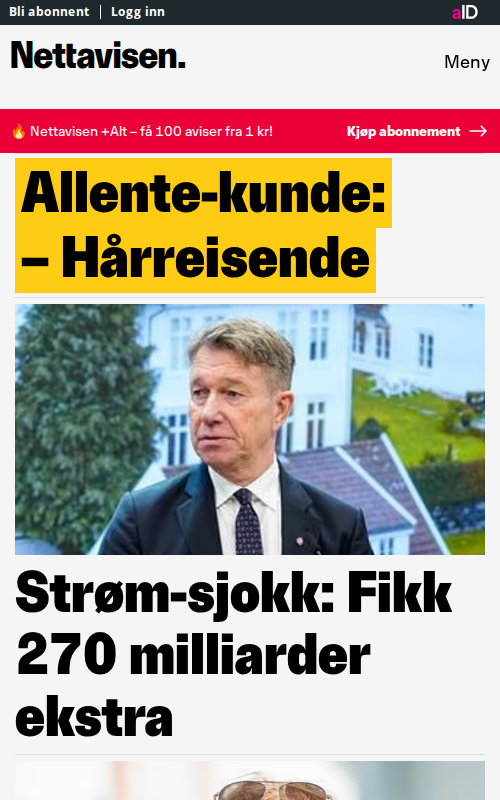 Bli abonnent | Logg inn
aID
Nettavisen.
Meny
🔥 Nettavisen +Alt – få 100 aviser fra 1 kr!
Kjøp abonnement →
Allente-kunde:
– Hårreisende
Strøm-sjokk: Fikk
270 milliarder
ekstra